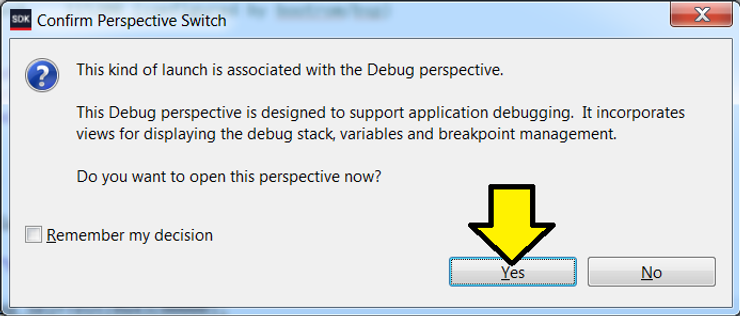 SDK Confirm Perspective Switch
This kind of launch is associated with the Debug perspective.
This Debug perspective is designed to support application debugging. It incorporates
views for displaying the debug stack, variables and breakpoint management.
Do you want to open this perspective now?
Remember my decision
Yes No